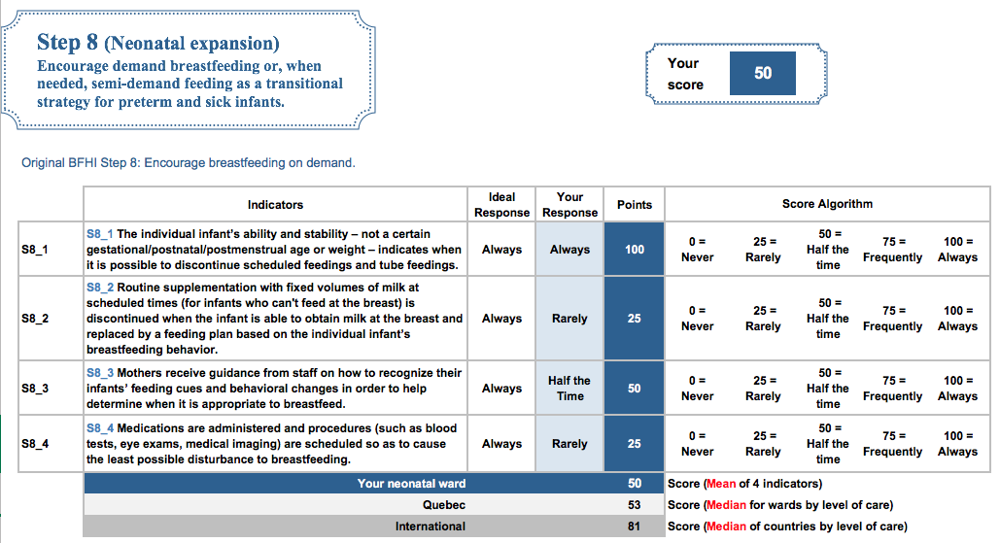 Step 8 (Neonatal expansion)
Encourage demand breastfeeding or, when
needed, semi-demand feeding as a transitional
strategy for preterm and sick infants.
Your
score
50
Original BFHI Step 8: Encourage breastfeeding on demand.
Indicators
Ideal
Response
Your
Response
Points
Score Algorithm
S8_1
S8_1 The individual infant's ability and stability – not a certain
gestational/postnatal/postmenstrual age or weight – indicates when
it is possible to discontinue scheduled feedings and tube feedings.
Always
Always
100
0 =
Never
25 =
Rarely
50 =
Half the
time
75 =
Frequently
100 =
Always
S8_2
S8_2 Routine supplementation with fixed volumes of milk at
scheduled times (for infants who can't feed at the breast) is
discontinued when the infant is able to obtain milk at the breast and
replaced by a feeding plan based on the individual infant's
breastfeeding behavior.
Always
Rarely
25
0 =
Never
25 =
Rarely
50 =
Half the
time
75 =
Frequently
100 =
Always
S8_3
S8_3 Mothers receive guidance from staff on how to recognize their
infants' feeding cues and behavioral changes in order to help
determine when it is appropriate to breastfeed.
Always
Half the
Time
50
0 =
Never
25 =
Rarely
50 =
Half the
time
75 =
Frequently
100 =
Always
S8_4
S8_4 Medications are administered and procedures (such as blood
tests, eye exams, medical imaging) are scheduled so as to cause
the least possible disturbance to breastfeeding.
Always
Rarely
25
0 =
Never
25 =
Rarely
50 =
Half the
time
75 =
Frequently
100 =
Always
Your neonatal ward 50 Score (Mean of 4 indicators)
Quebec 53 Score (Median for wards by level of care)
International 81 Score (Median of countries by level of care)